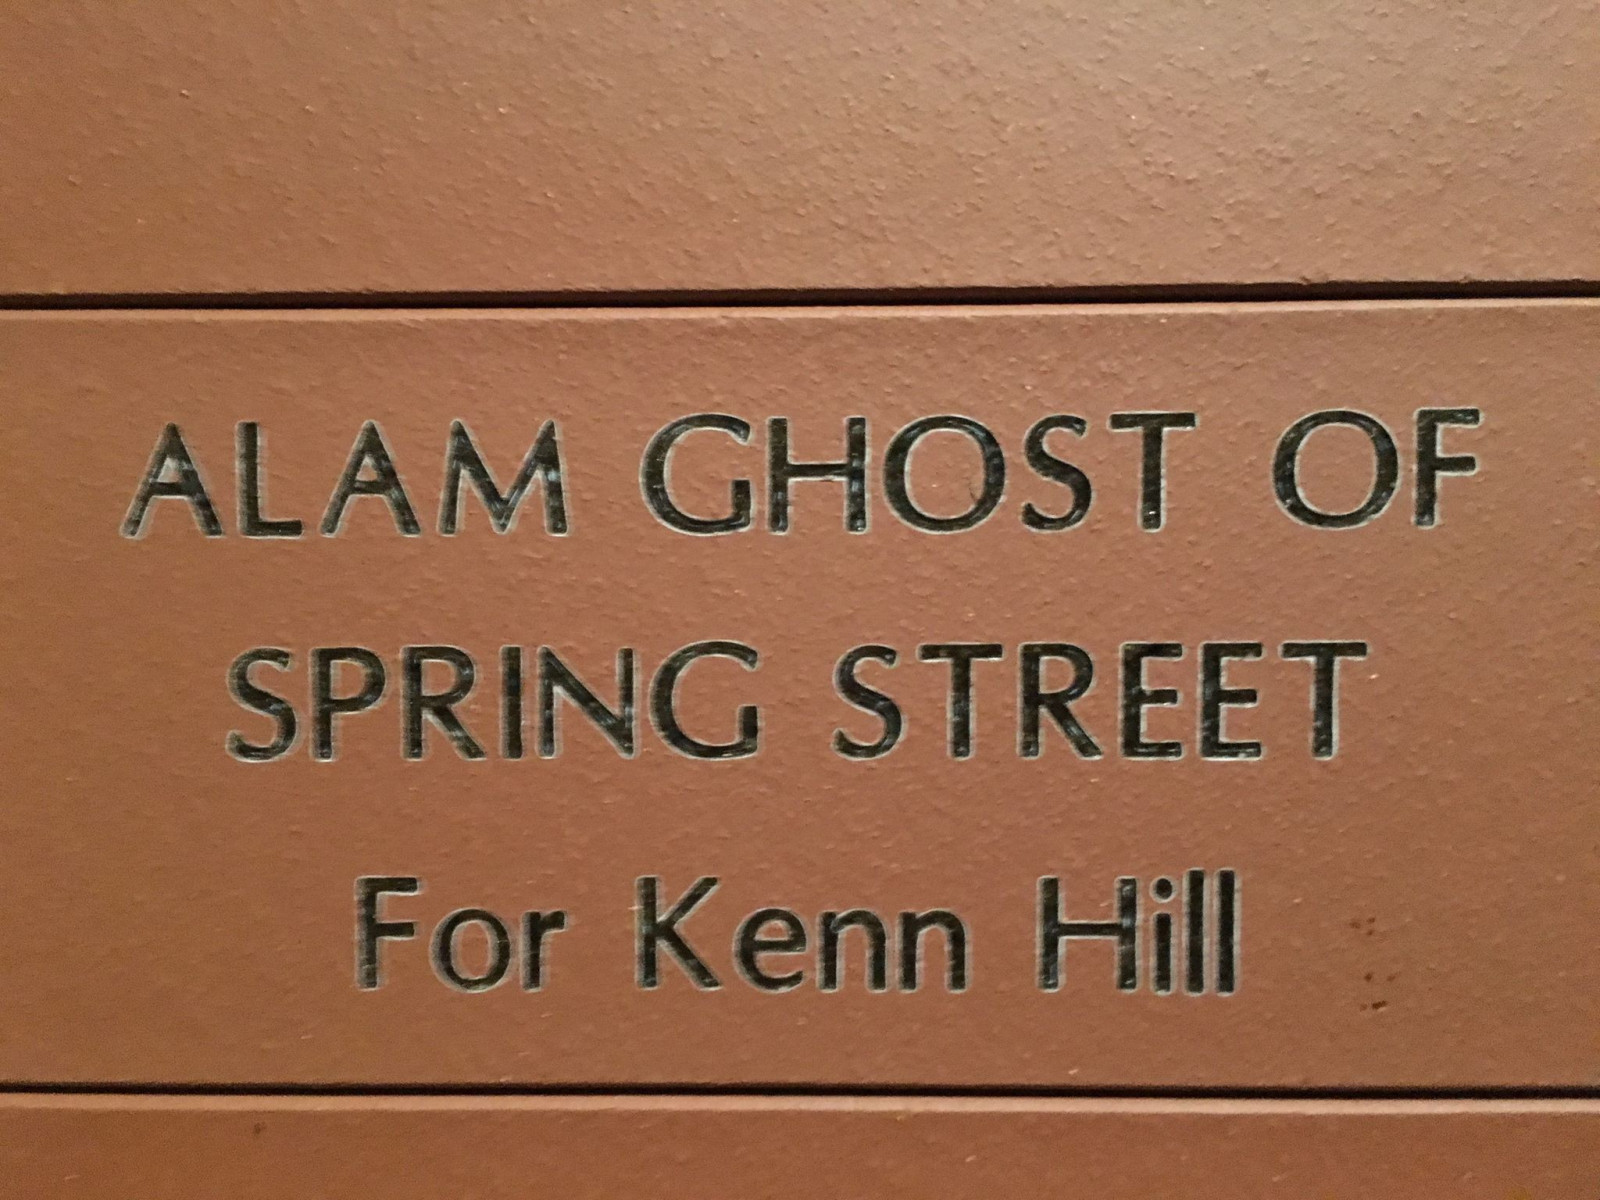 ALAM GHOST OF
SPRING STREET
For Kenn Hill